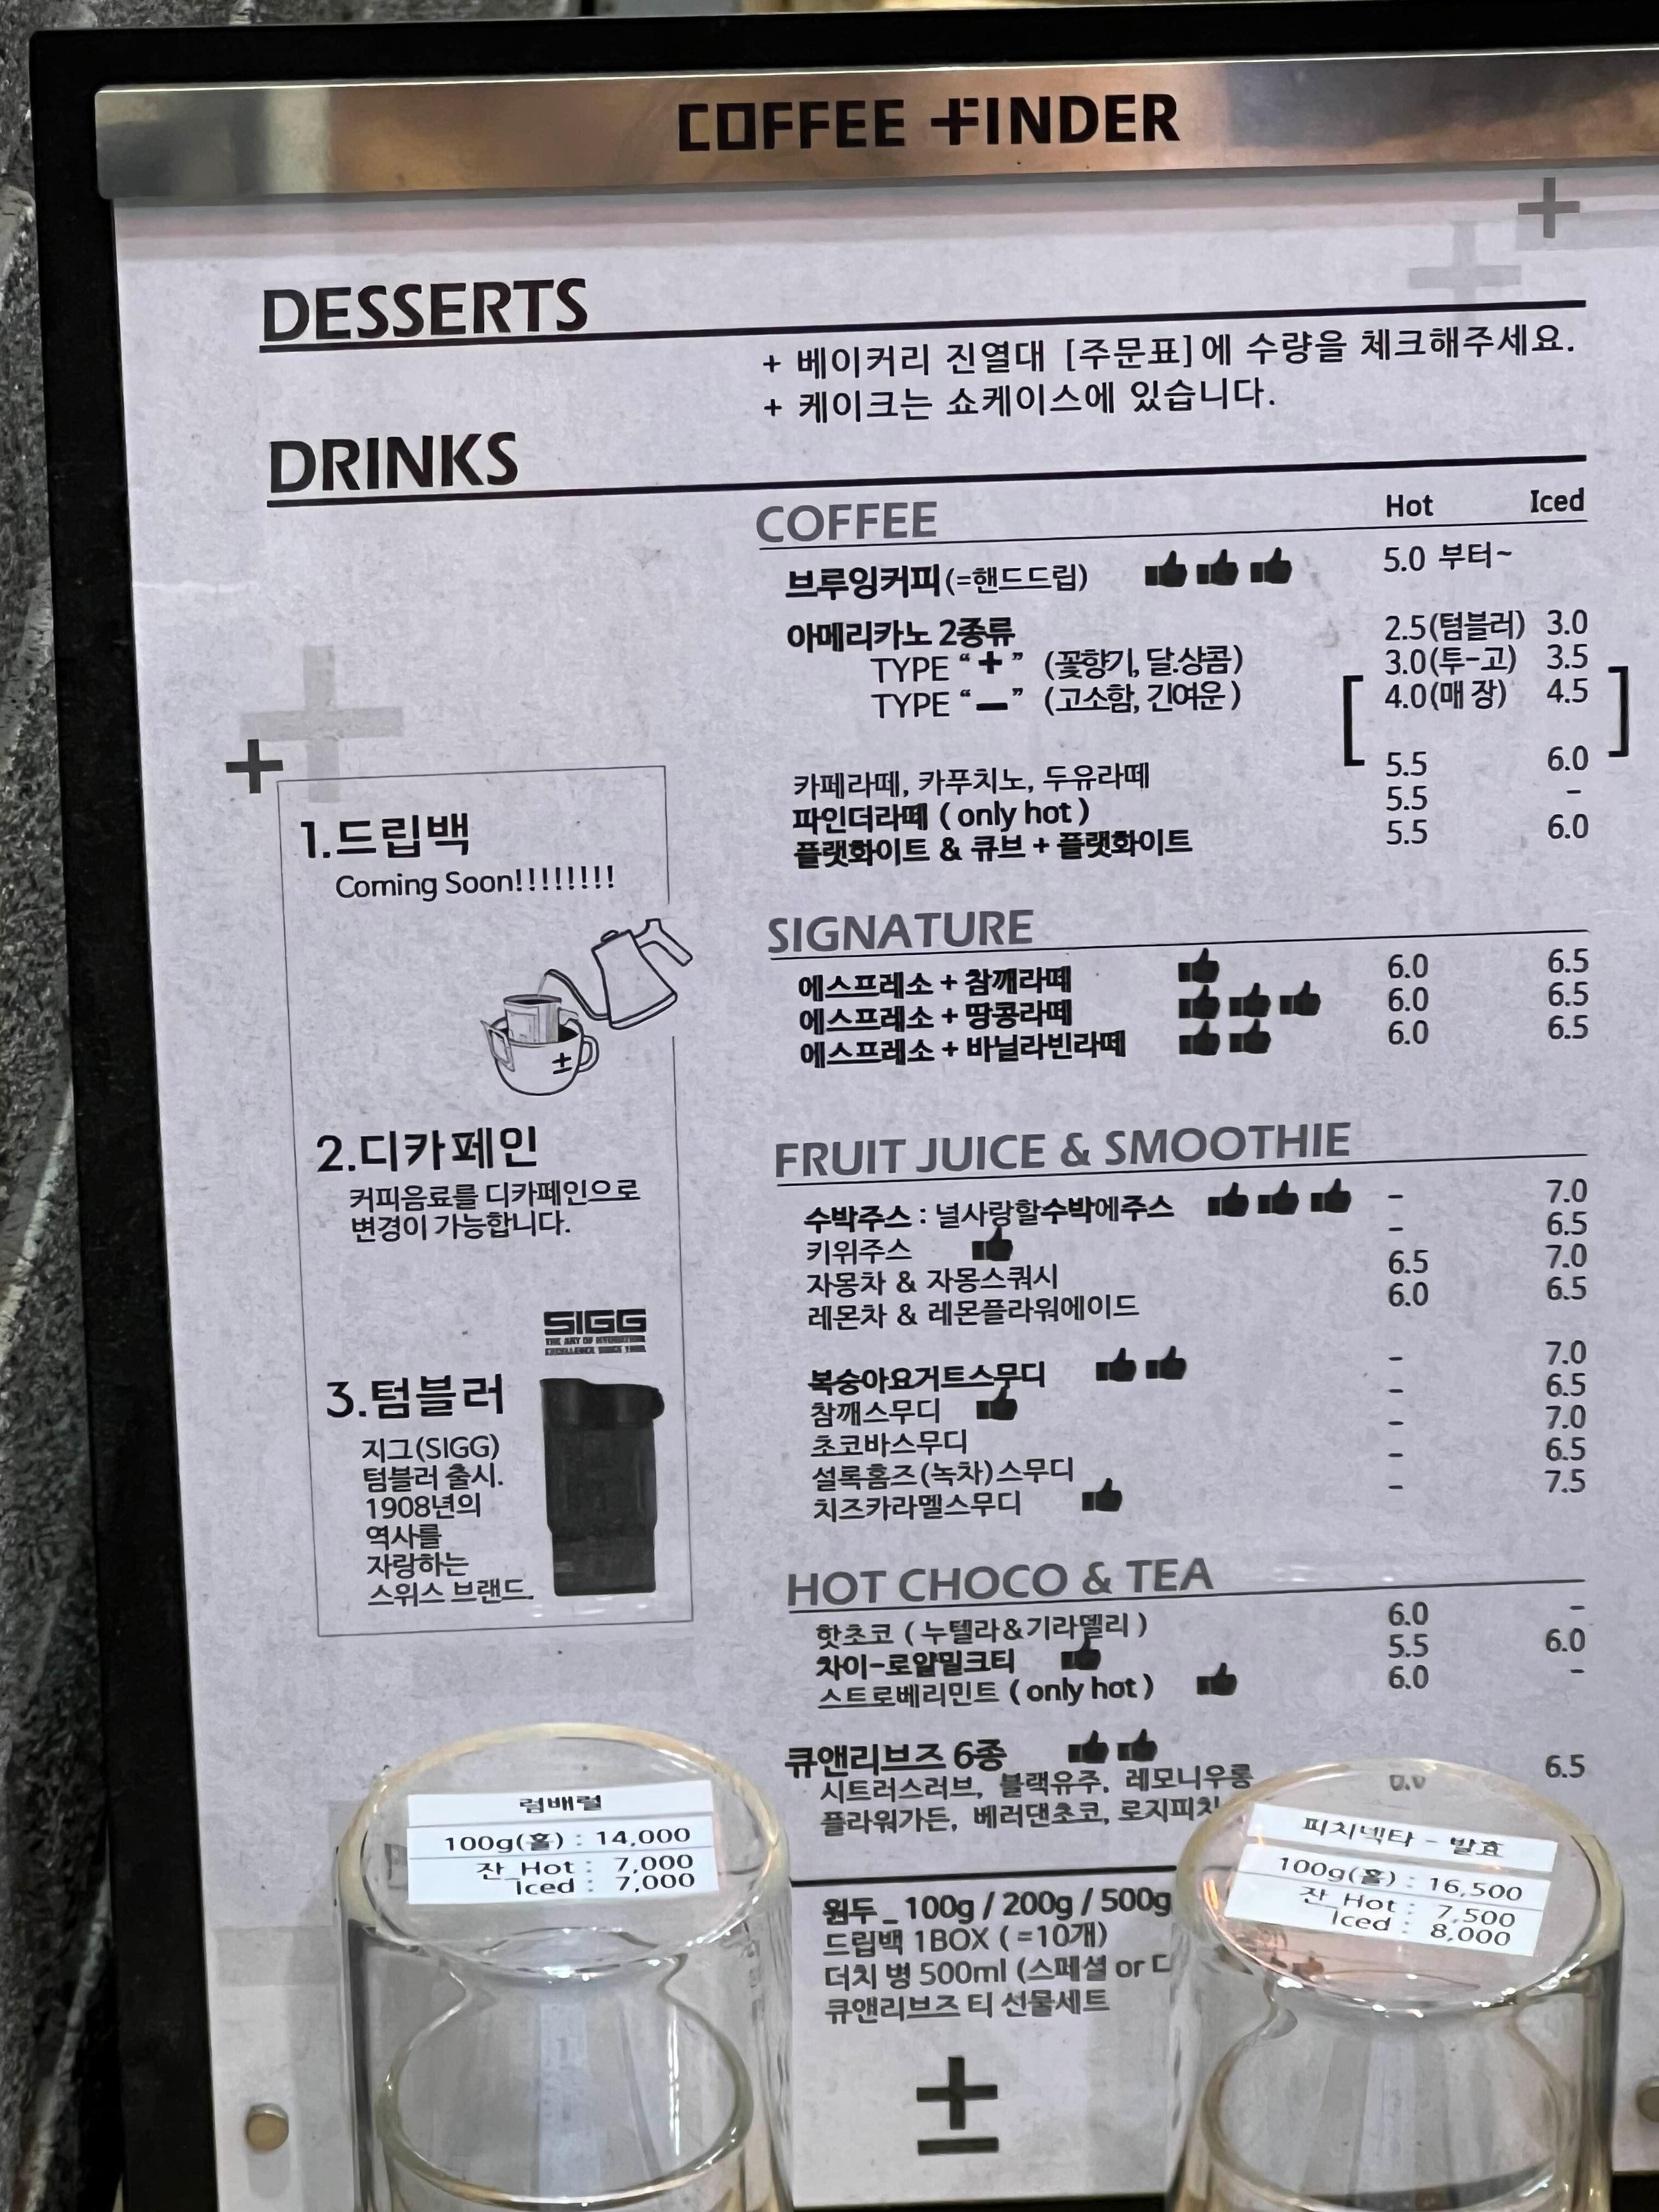 COFFEE FINDER
DESSERTS
+ 베이커리 진열대 [주문표]에 수량을 체크해주세요.
+ 케이크는 쇼케이스에 있습니다.
DRINKS
COFFEE Hot Iced
브루잉커피(=핸드드립) 5.0 부터~
아메리카노 2종류 2.5(텀블러) 3.0
TYPE “+” (꽃향기, 달.상콤) 3.0(투-고) 3.5
TYPE “−” (고소함, 긴여운) [ 4.0(매 장) 4.5 ]
카페라떼, 카푸치노, 두유라떼 5.5 6.0
파인더라떼 ( only hot ) 5.5 -
플랫화이트 & 큐브 + 플랫화이트 5.5 6.0
SIGNATURE
에스프레소 + 참깨라떼 6.0 6.5
에스프레소 + 땅콩라떼 6.0 6.5
에스프레소 + 바닐라빈라떼 6.0 6.5
FRUIT JUICE & SMOOTHIE
수박주스 : 널사랑할수박에주스 - 7.0
키위주스 - 6.5
자몽차 & 자몽스쿼시 6.5 7.0
레몬차 & 레몬플라워에이드 6.0 6.5
복숭아요거트스무디 - 7.0
참깨스무디 - 6.5
초코바스무디 - 7.0
설록홈즈(녹차)스무디 - 6.5
치즈카라멜스무디 - 7.5
HOT CHOCO & TEA
핫초코 ( 누텔라&기라델리 ) 6.0 -
차이-로얄밀크티 5.5 6.0
스트로베리민트 ( only hot ) 6.0 -
큐앤리브즈 6종 6.5
시트러스러브, 블랙유주, 레모니우롱
플라워가든, 베러댄초코, 로지피치
원두_ 100g / 200g / 500g
드립백 1BOX ( =10개)
더치 병 500ml (스페셜 or
큐앤리브즈 티 선물세트
±
1.드립백
Coming Soon!!!!!!!!
±
2.디카페인
커피음료를 디카페인으로
변경이 가능합니다.
SIGG
THE ART OF HYDRATION
EXCELLENCE SINCE 1908.
3.텀블러
지그(SIGG)
텀블러 출시.
1908년의
역사를
자랑하는
스위스 브랜드.
럼배럴
100g(홀) : 14,000
잔_Hot : 7,000
Iced : 7,000
피치넥타 - 발효
100g(홀) : 16,500
잔_Hot : 7,500
Iced : 8,000